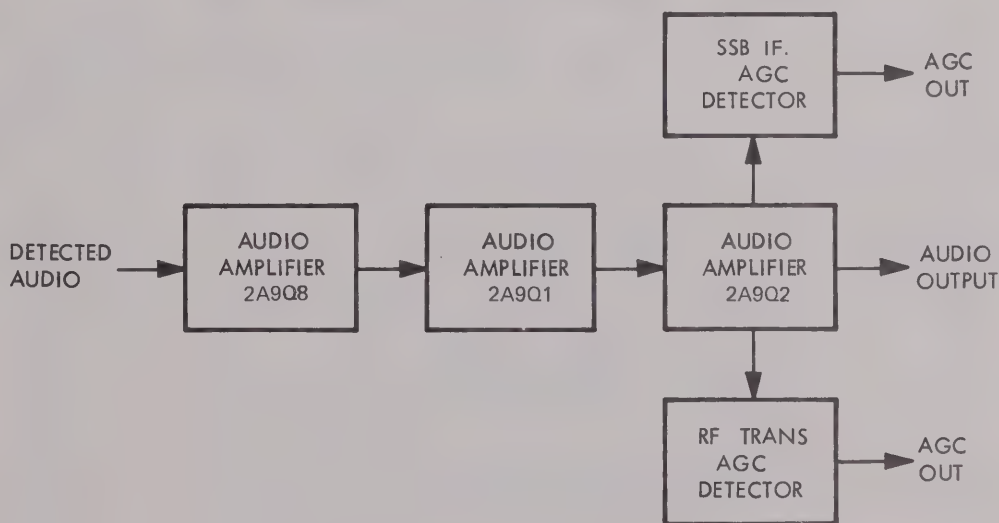 SSB IF.
AGC
DETECTOR
AGC
OUT
DETECTED
AUDIO
AUDIO
AMPLIFIER
2A9Q8
AUDIO
AMPLIFIER
2A9Q1
AUDIO
AMPLIFIER
2A9Q2
AUDIO
OUTPUT
RF TRANS
AGC
DETECTOR
AGC
OUT